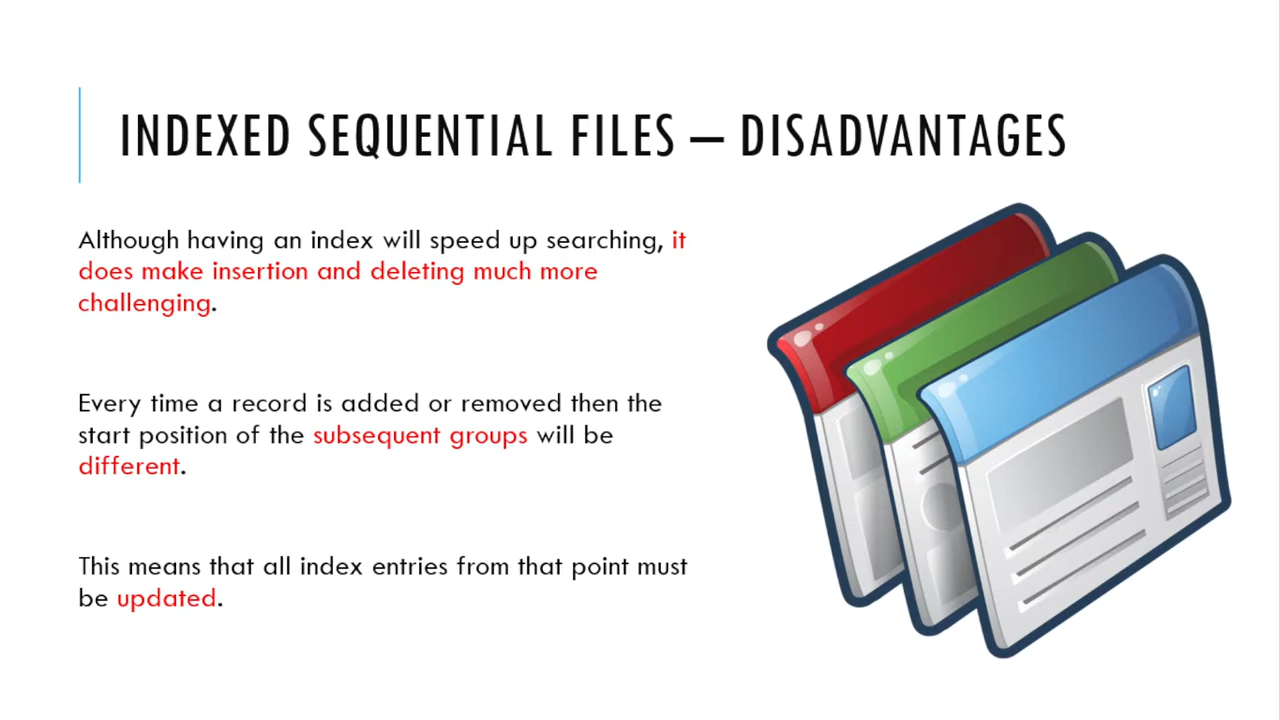 INDEXED SEQUENTIAL FILES – DISADVANTAGES
Although having an index will speed up searching, it
does make insertion and deleting much more
challenging.
Every time a record is added or removed then the
start position of the subsequent groups will be
different.
This means that all index entries from that point must
be updated.